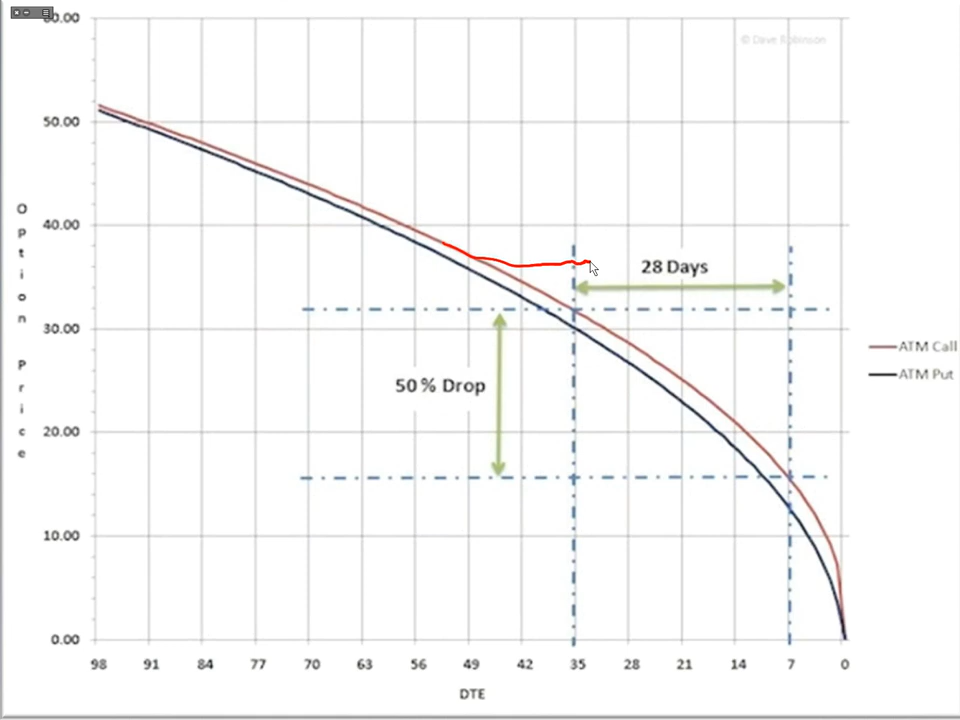 60.00
© Dave Robinson
50.00
40.00
30.00
20.00
10.00
0.00
Option Price
28 Days
50 % Drop
ATM Call
ATM Put
98 91 84 77 70 63 56 49 42 35 28 21 14 7 0
DTE